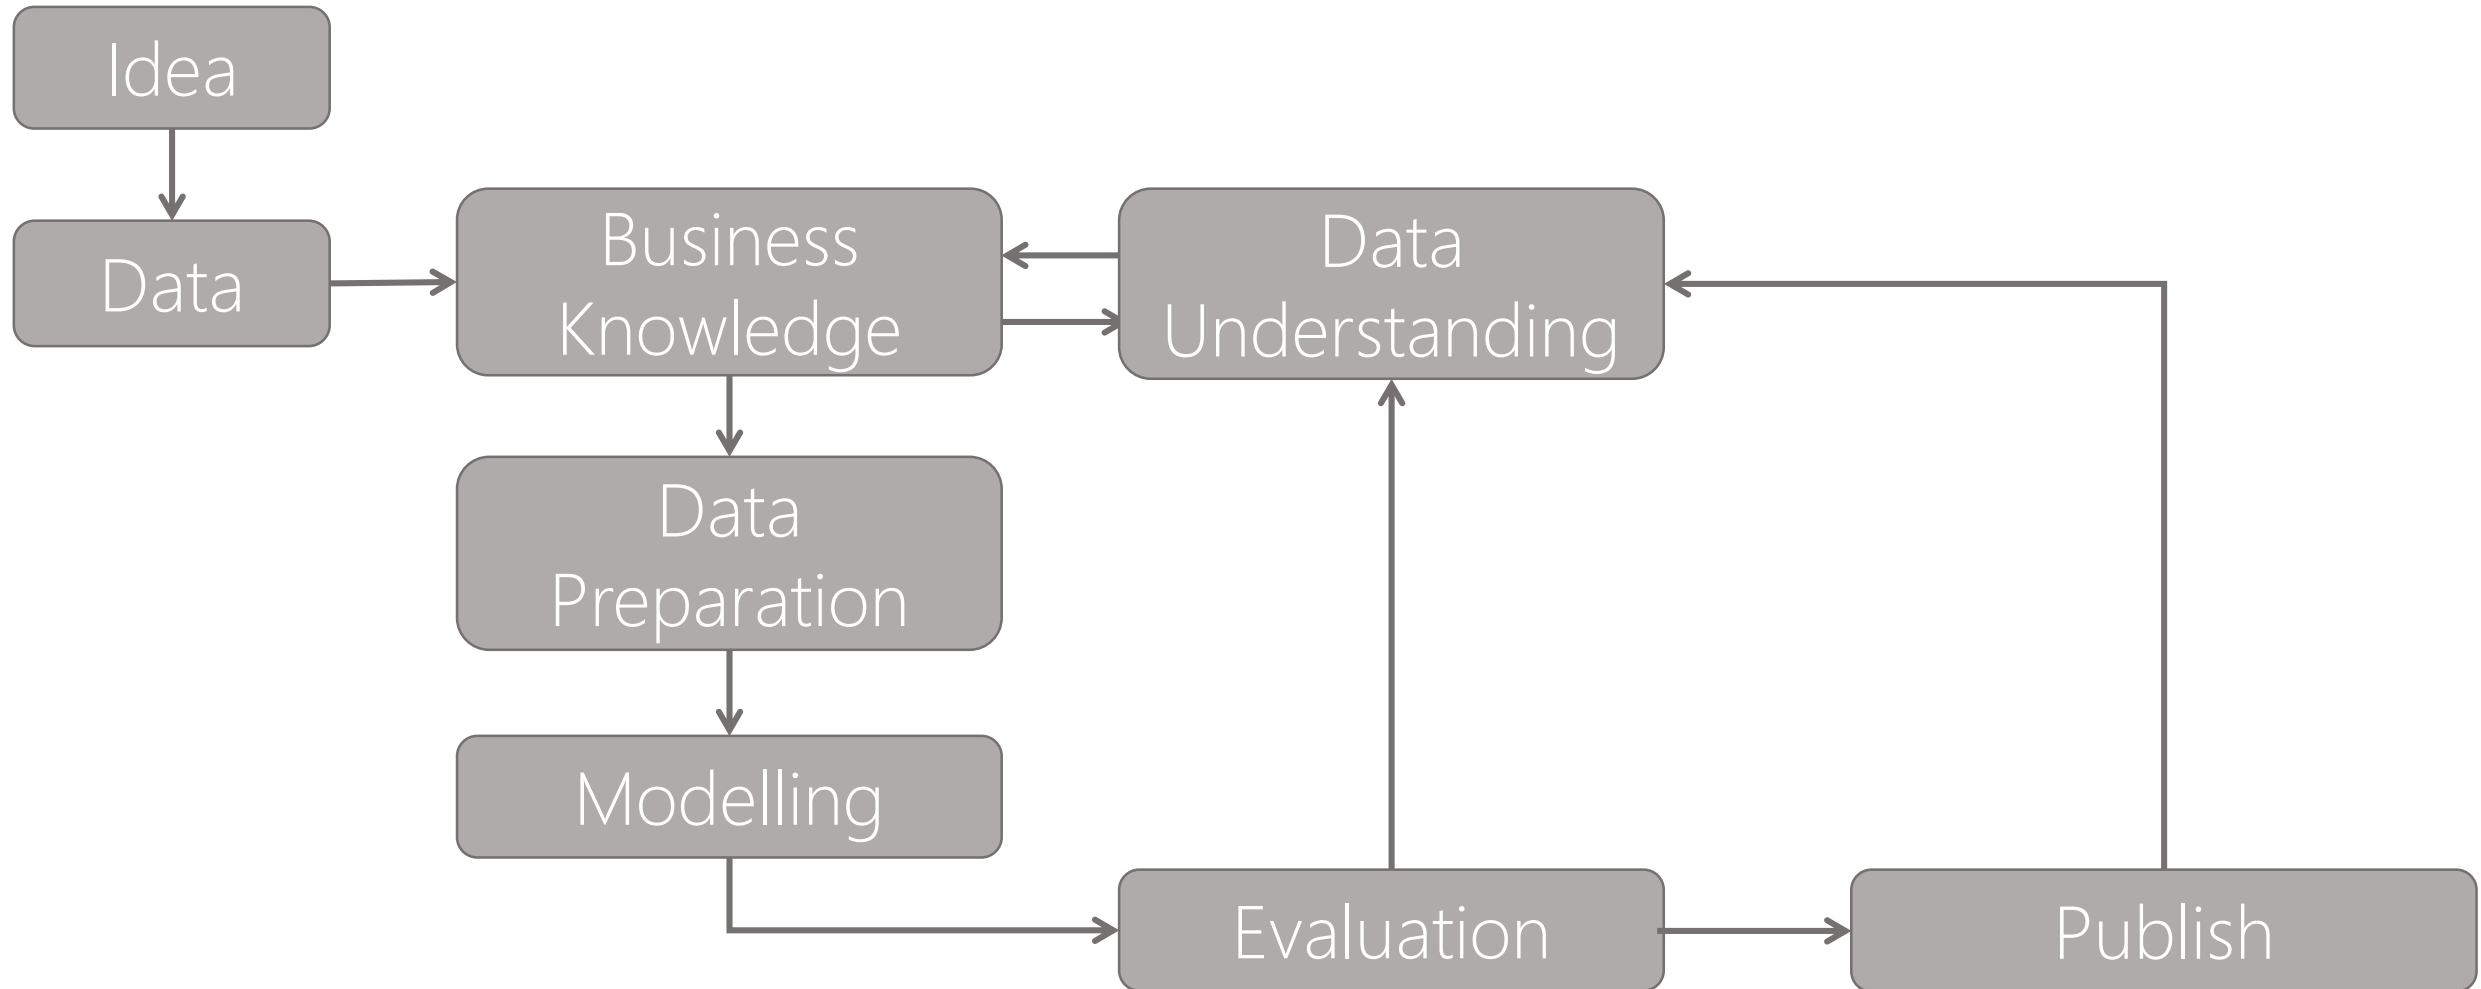 Idea
Data
Business
Knowledge
Data
Understanding
Data
Preparation
Modelling
Evaluation
Publish